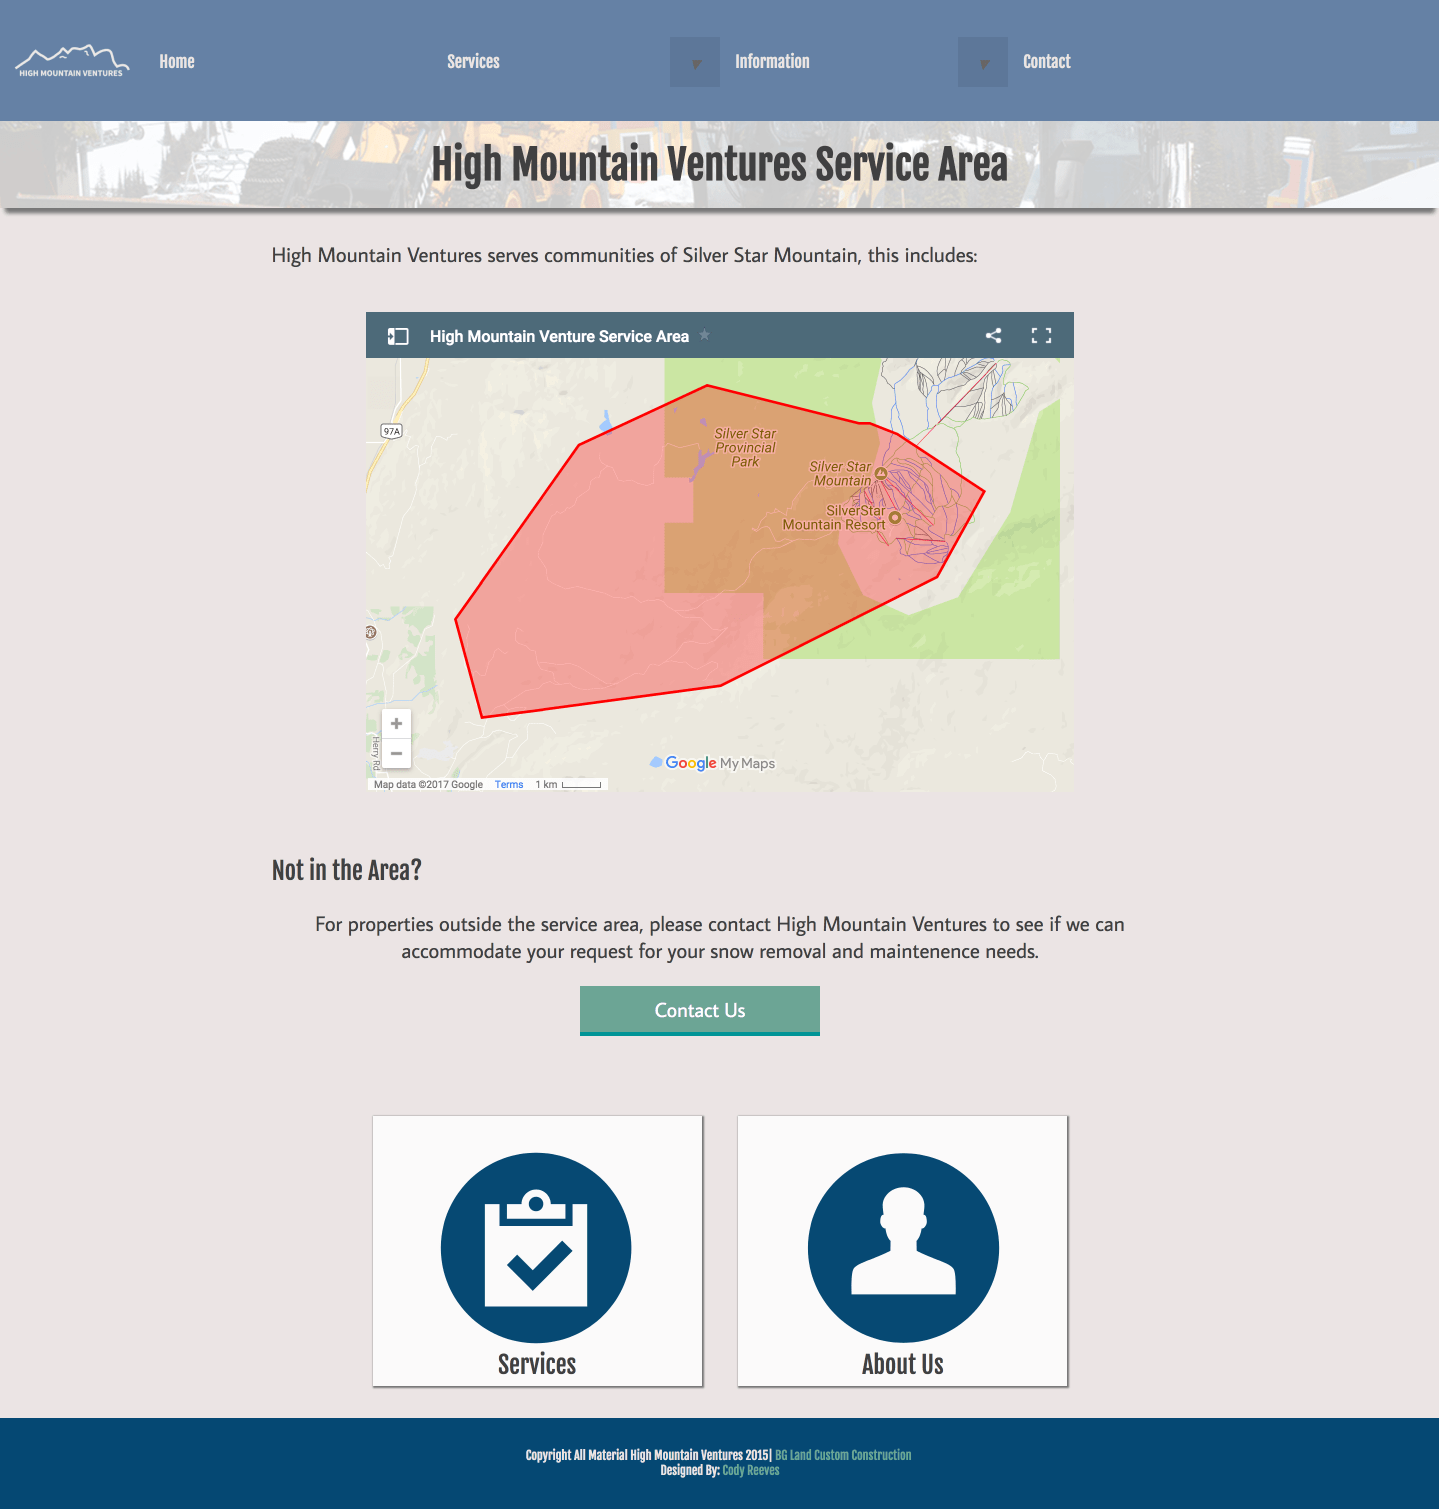 HIGH MOUNTAIN VENTURES
Home
Services
Information
Contact
High Mountain Ventures Service Area
High Mountain Ventures serves communities of Silver Star Mountain, this includes:
High Mountain Venture Service Area
97A
Silver Star
Provincial
Park
Silver Star
Mountain
SilverStar
Mountain Resort
Herry Rd
Google My Maps
Map data ©2017 Google Terms 1 km
Not in the Area?
For properties outside the service area, please contact High Mountain Ventures to see if we can
accommodate your request for your snow removal and maintenence needs.
Contact Us
Services
About Us
Copyright All Material High Mountain Ventures 2015| BG Land Custom Construction
Designed By: Cody Reeves